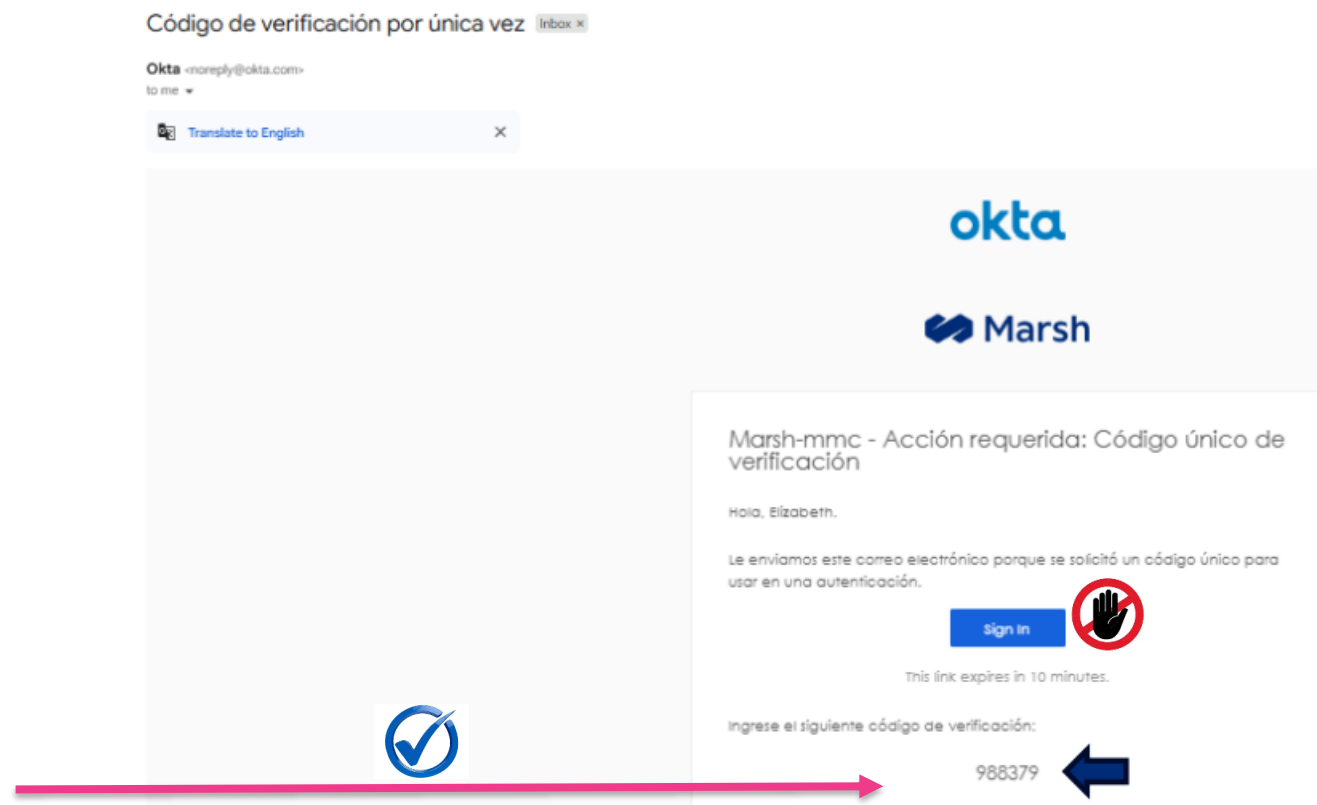 Código de verificación por única vez Inbox ×
Okta <noreply@okta.com>
to me
Translate to English
okta
Marsh
Marsh-mmc - Acción requerida: Código único de
verificación
Hola, Elizabeth.
Le enviamos este correo electrónico porque se solicitó un código único para
usar en una autenticación.
Sign In
This link expires in 10 minutes.
Ingrese el siguiente código de verificación:
988379